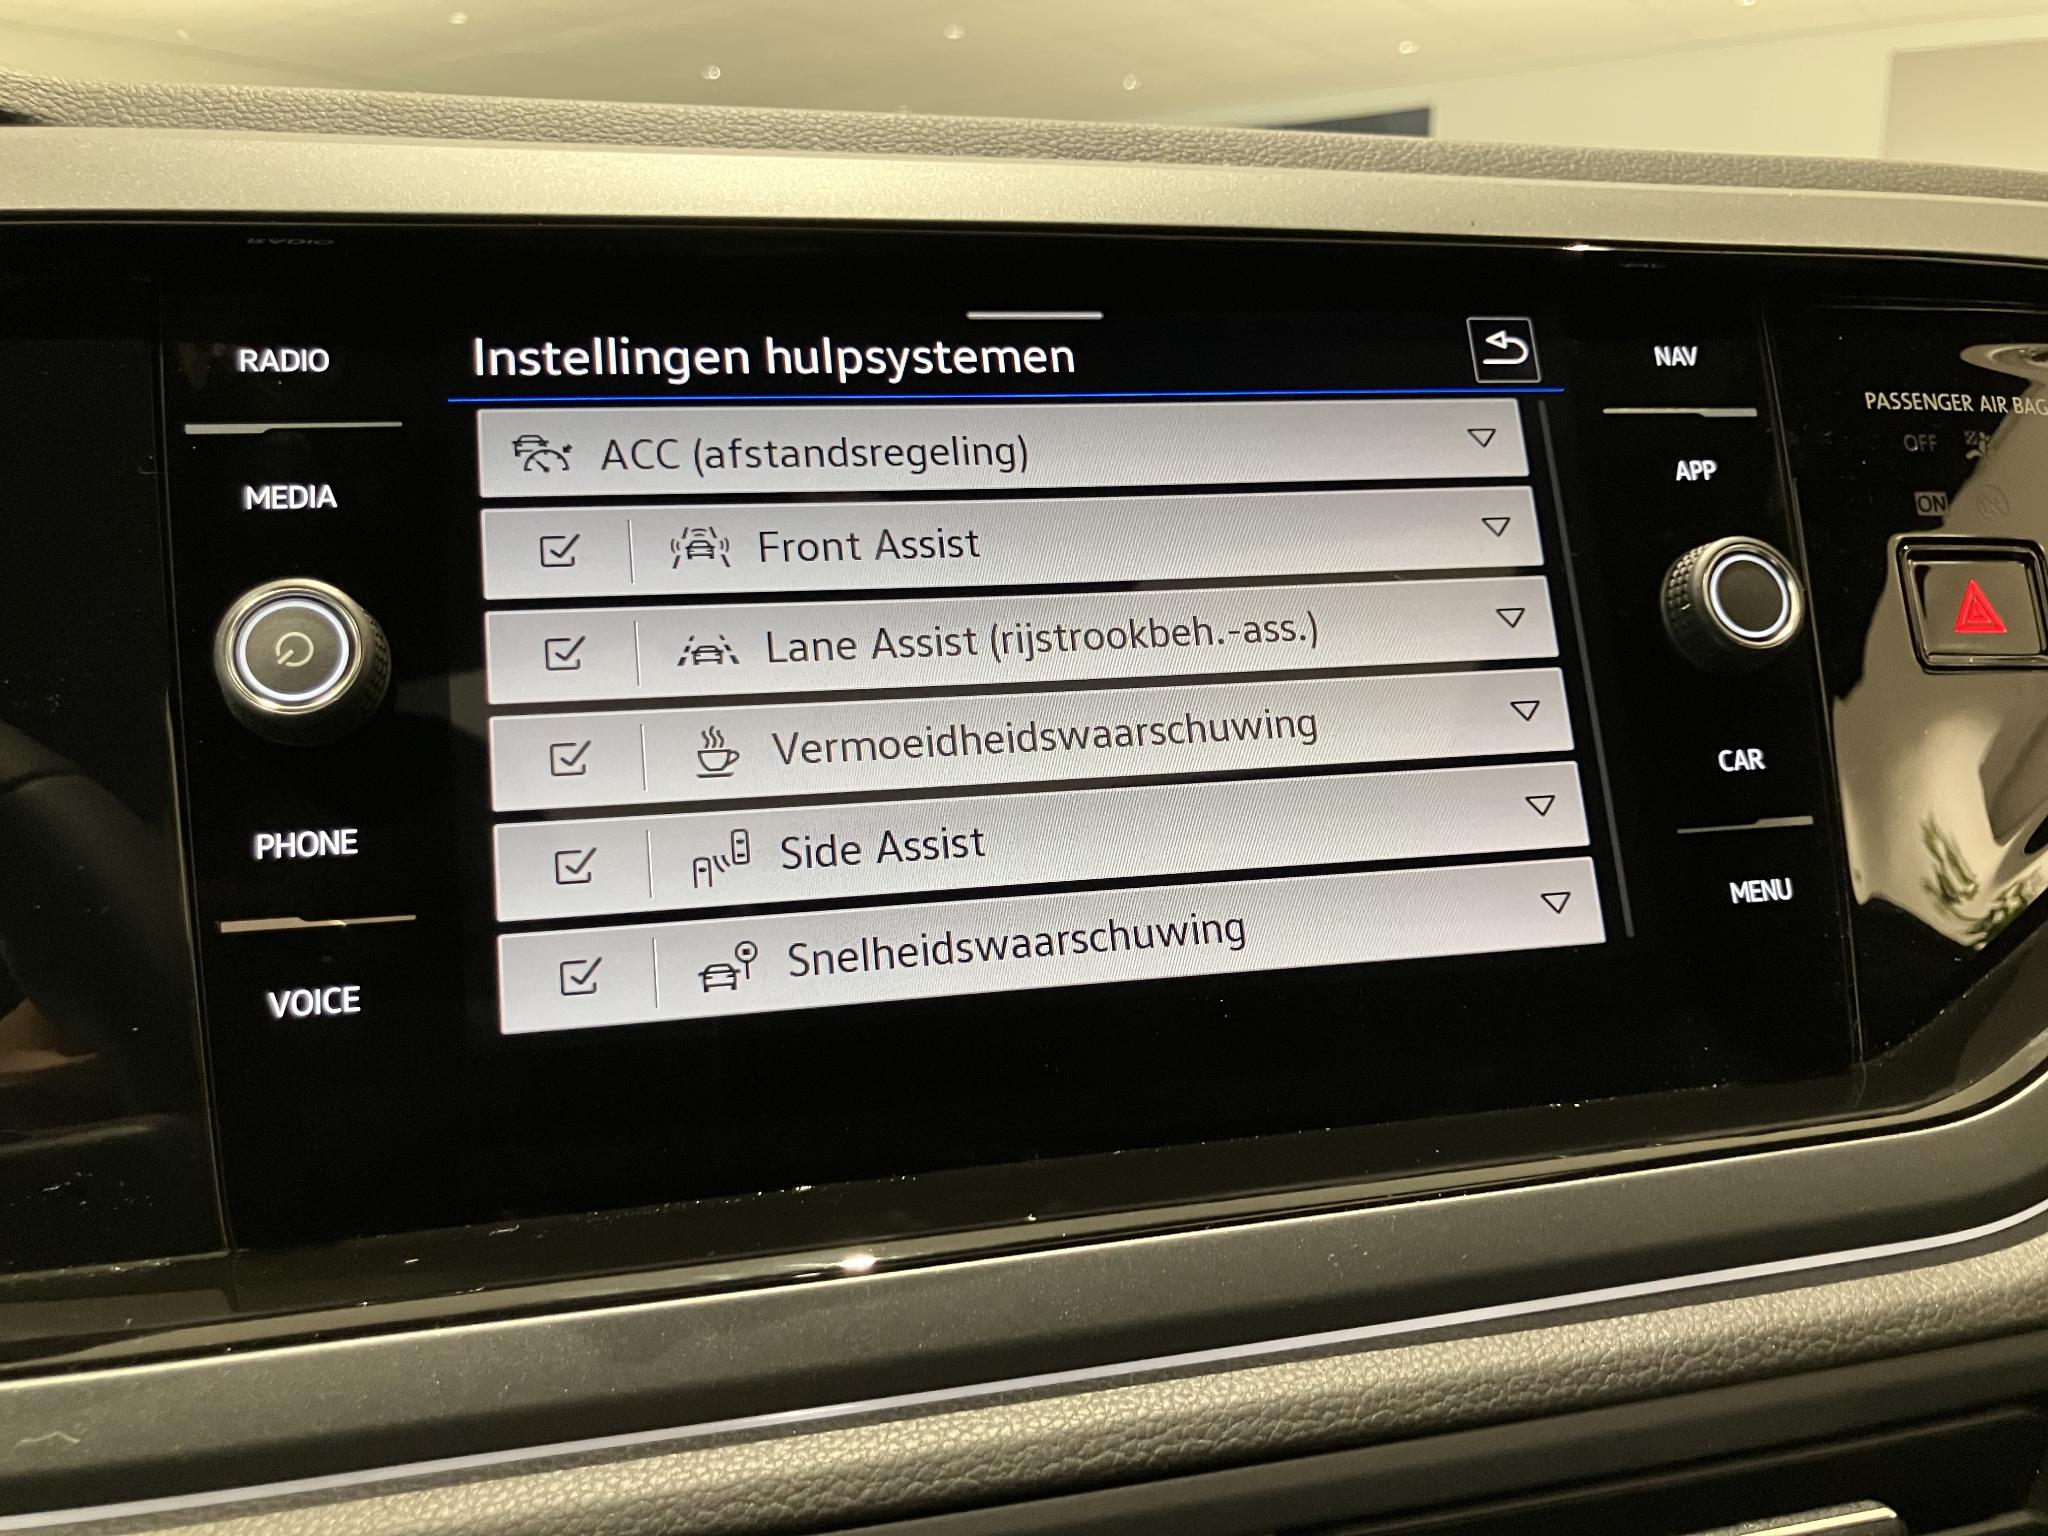 RADIO
MEDIA
PHONE
VOICE
Instellingen hulpsystemen
ACC (afstandsregeling)
Front Assist
Lane Assist (rijstrookbeh.-ass.)
Vermoeidheidswaarschuwing
Side Assist
Snelheidswaarschuwing
NAV
APP
CAR
MENU
PASSENGER AIR BAG
OFF
ON